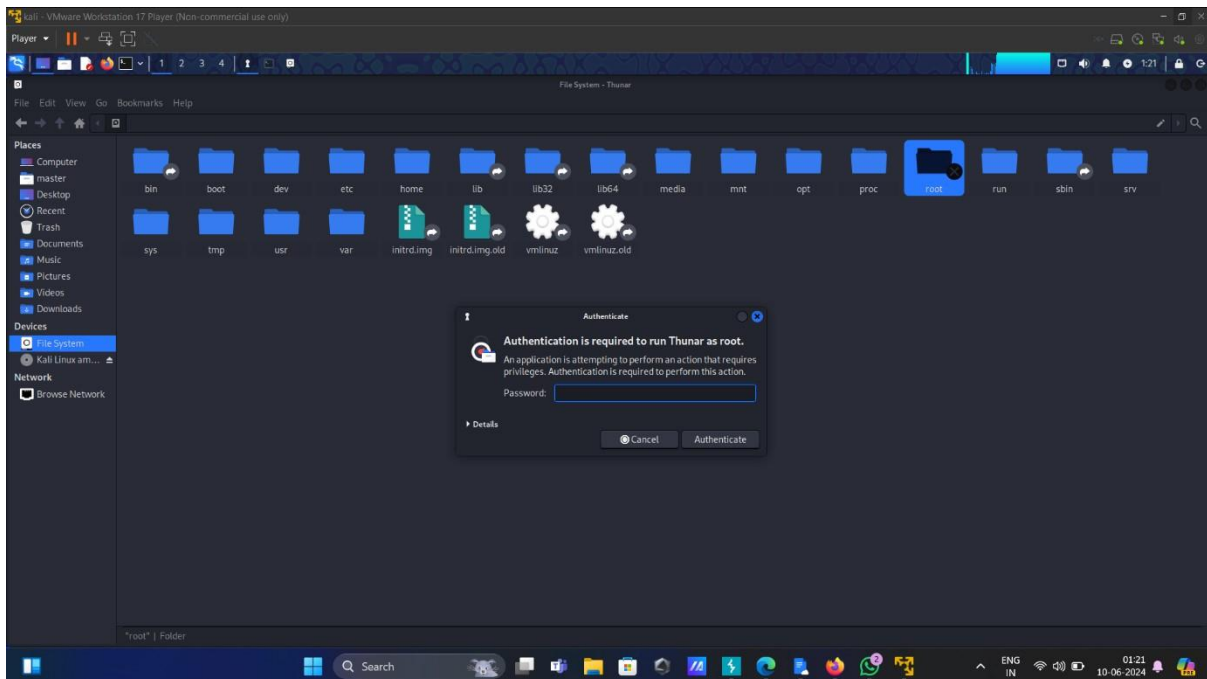 kali - VMware Workstation 17 Player (Non-commercial use only)
Player
1 2 3 4 1 1:21
File System - Thunar
File Edit View Go Bookmarks Help
Places
Computer
master
Desktop
Recent
Trash
Documents
Music
Pictures
Videos
Downloads
Devices
File System
Kali Linux am...
Network
Browse Network
bin boot dev etc home lib lib32 lib64 media mnt opt proc root run sbin srv
sys tmp usr var initrd.img initrd.img.old vmlinuz vmlinuz.old
Authenticate
Authentication is required to run Thunar as root.
An application is attempting to perform an action that requires
privileges. Authentication is required to perform this action.
Password:
Details
Cancel Authenticate
"root" | Folder
Search
2
ENG
IN
01:21
10-06-2024